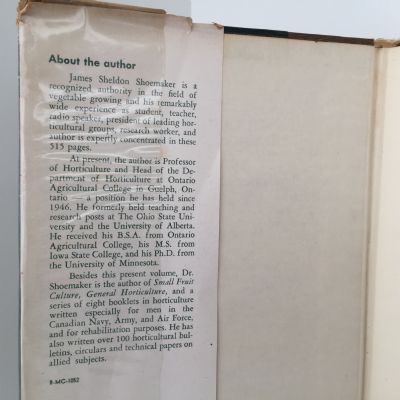 About the author
James Sheldon Shoemaker is a
recognized authority in the field of
vegetable growing and his remarkably
wide experience as student, teacher,
radio speaker, president of leading hor-
ticultural groups, research worker, and
author is expertly concentrated in these
515 pages.
At present, the author is Professor
of Horticulture and Head of the De-
partment of Horticulture at Ontario
Agricultural College in Guelph, On-
tario — a position he has held since
1946. He formerly held teaching and
research posts at The Ohio State Uni-
versity and the University of Alberta.
He received his B.S.A. from Ontario
Agricultural College, his M.S. from
Iowa State College, and his Ph.D. from
the University of Minnesota.
Besides this present volume, Dr.
Shoemaker is the author of Small Fruit
Culture, General Horticulture, and a
series of eight booklets in horticulture
written especially for men in the
Canadian Navy, Army, and Air Force,
and for rehabilitation purposes. He has
also written over 100 horticultural bul-
letins, circulars and technical papers on
allied subjects.
8-MC-1052